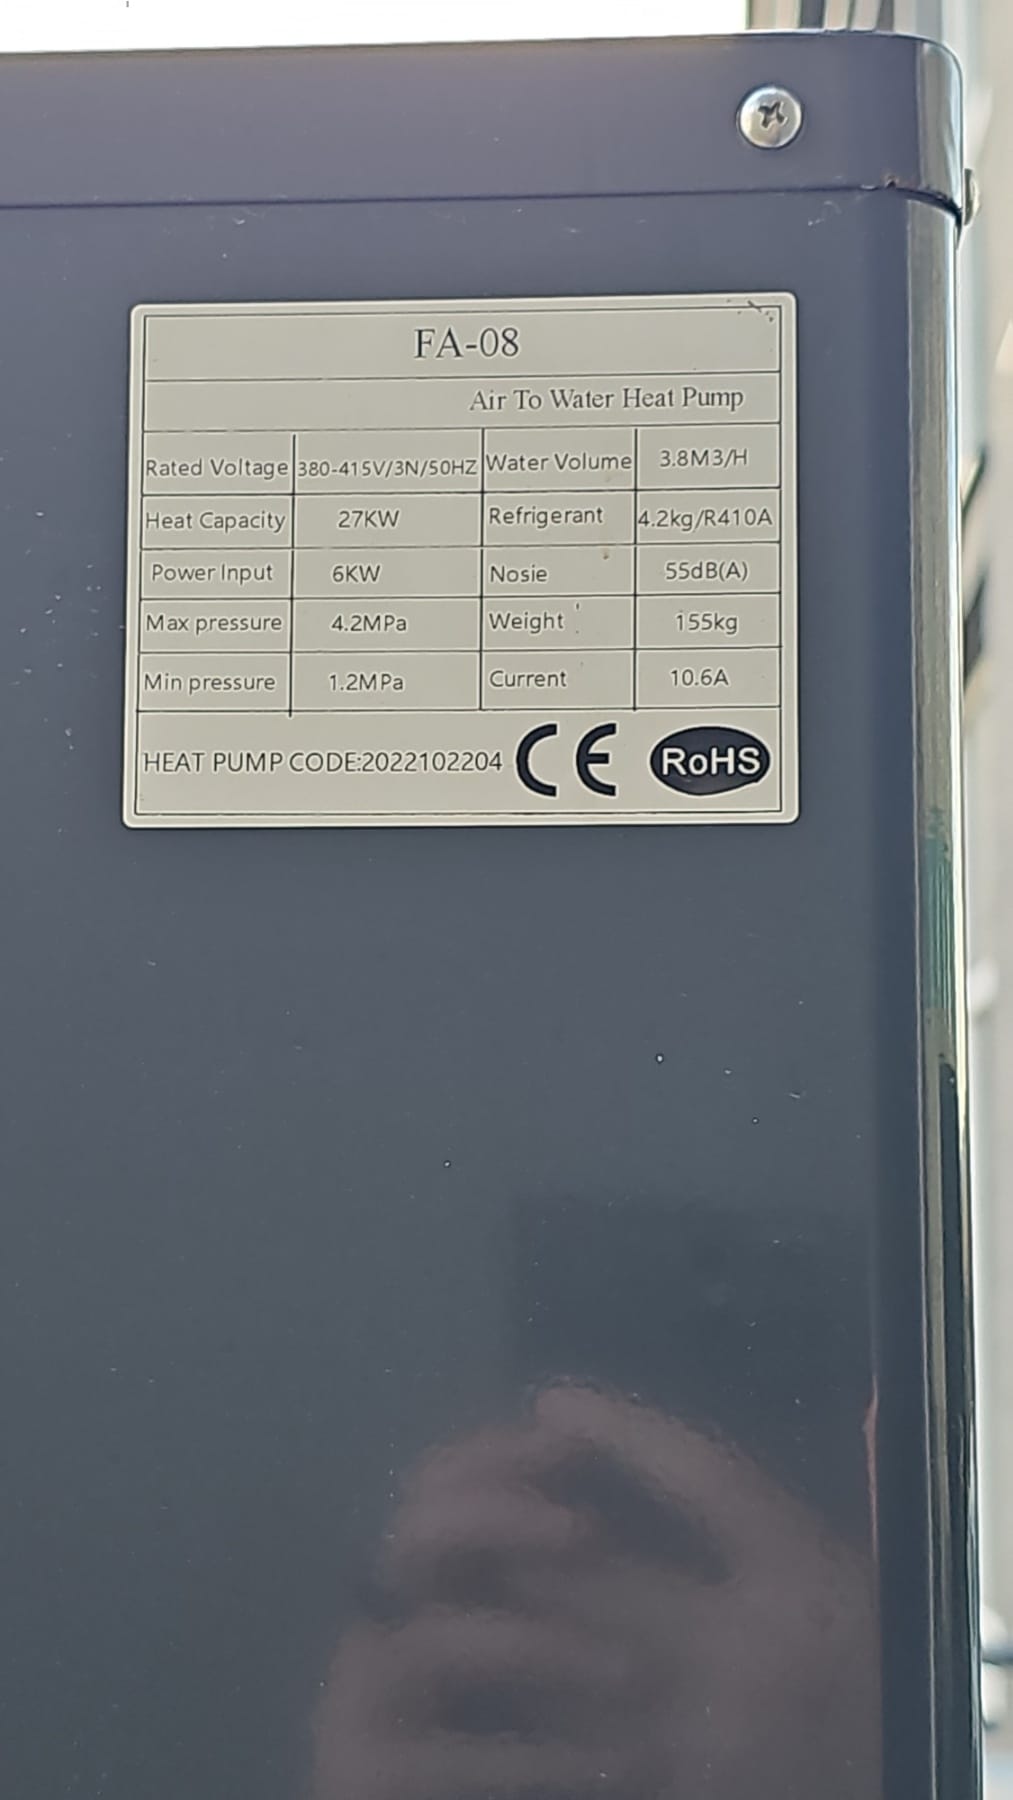 FA-08
Air To Water Heat Pump
Rated Voltage 380-415V/3N/50HZ Water Volume 3.8M3/H
Heat Capacity 27KW Refrigerant 4.2kg/R410A
Power Input 6KW Nosie 55dB(A)
Max pressure 4.2MPa Weight 155kg
Min pressure 1.2MPa Current 10.6A
HEAT PUMP CODE:2022102204 CE RoHS